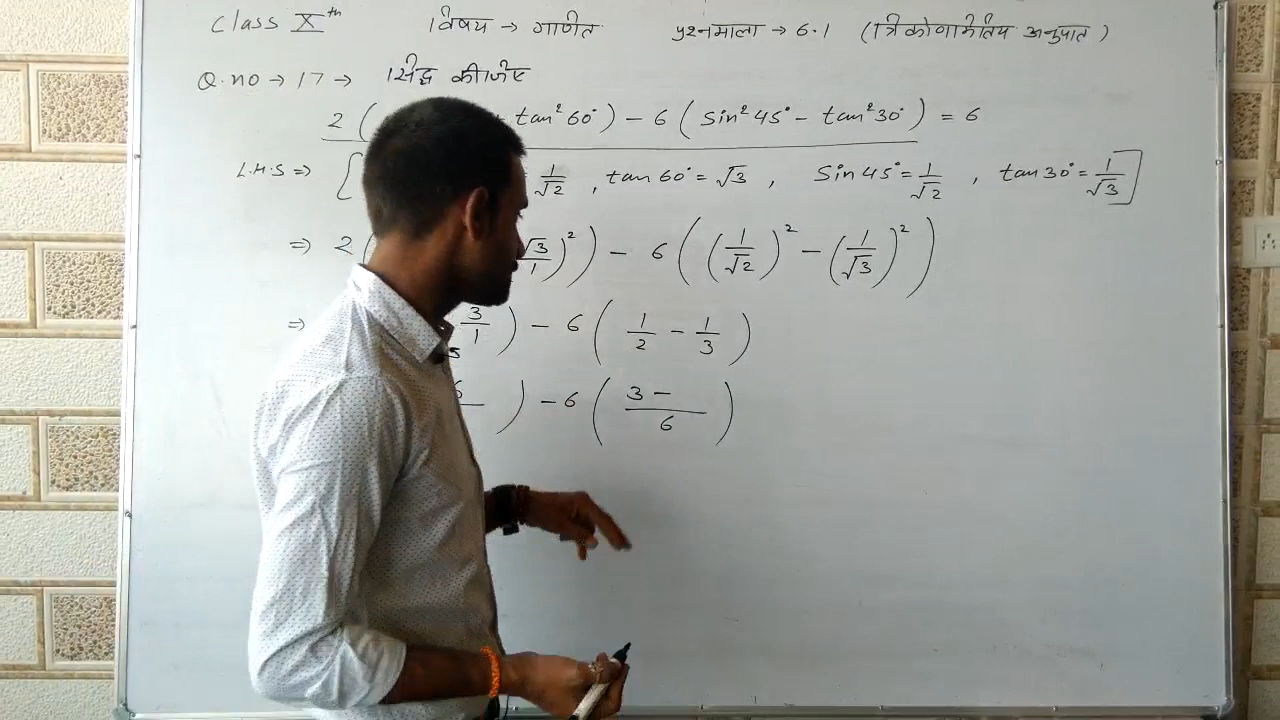 Class Xth विषय → गणित प्रश्नमाला → 6.1 (त्रिकोणमितिय अनुपात)
Q.no → 17 → सिद्ध कीजिए
2 ( + tan²60°) - 6 (Sin²45° - tan²30°) = 6
L.H.S ⇒ [ 1/√2 , tan 60° = √3 , Sin 45° = 1/√2 , tan 30° = 1/√3 ]
⇒ 2 ( √3/1 )²) - 6 ((1/√2)² - (1/√3)²)
⇒ 3/1 ) - 6 ( 1/2 - 1/3 )
) - 6 ( 3 - / 6 )